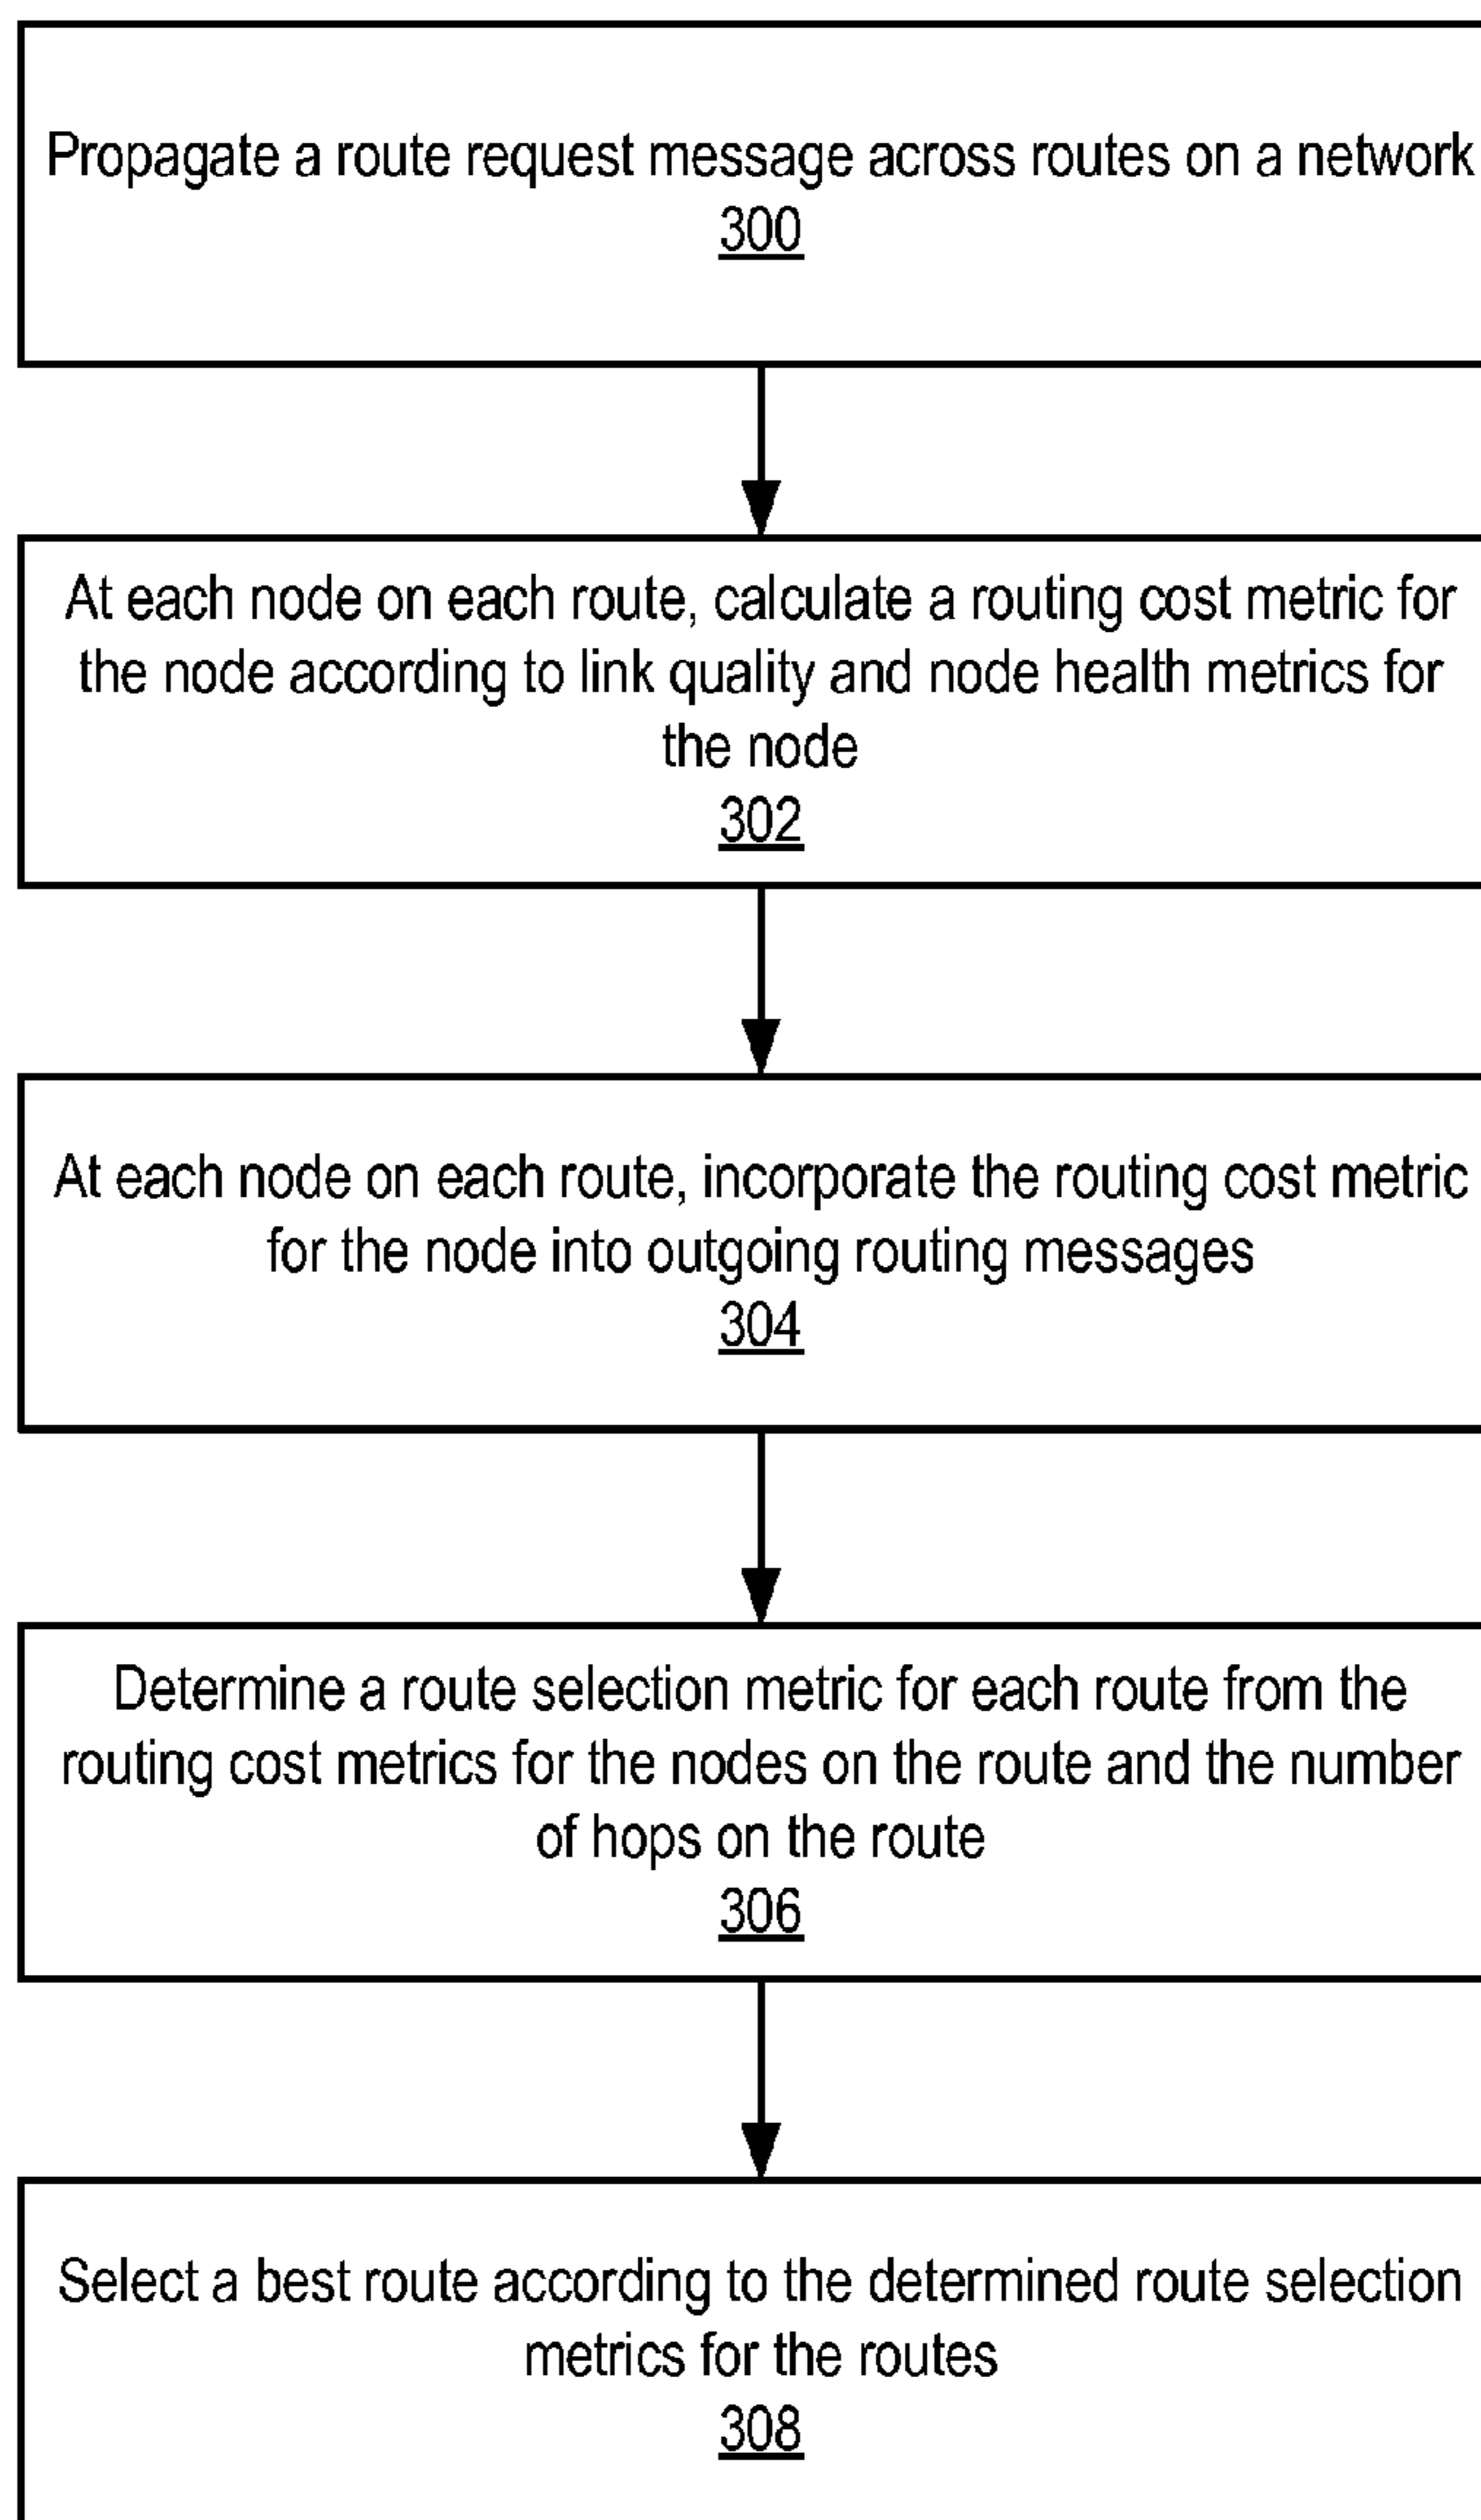 Propagate a route request message across routes on a network
300
At each node on each route, calculate a routing cost metric for
the node according to link quality and node health metrics for
the node
302
At each node on each route, incorporate the routing cost metric
for the node into outgoing routing messages
304
Determine a route selection metric for each route from the
routing cost metrics for the nodes on the route and the number
of hops on the route
306
Select a best route according to the determined route selection
metrics for the routes
308